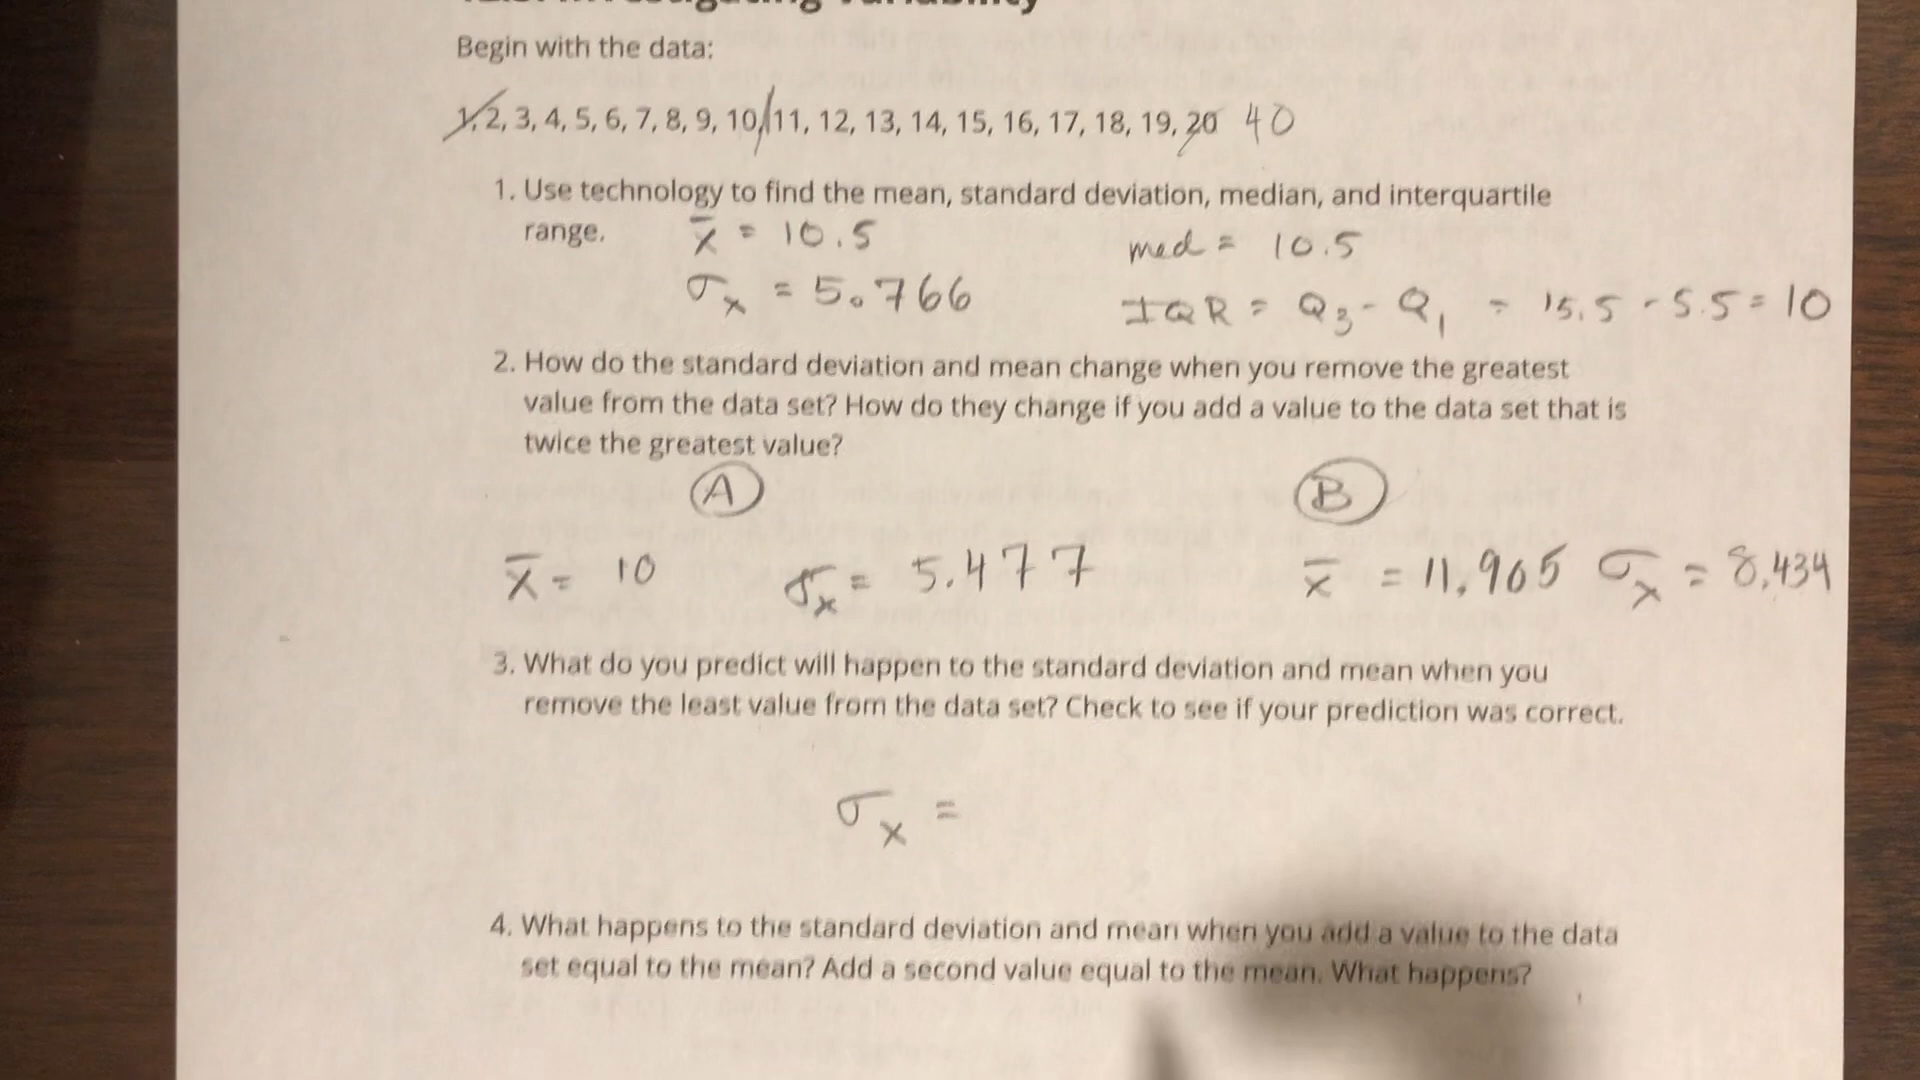 Begin with the data:
1, 2, 3, 4, 5, 6, 7, 8, 9, 10, 11, 12, 13, 14, 15, 16, 17, 18, 19, 20 40
1. Use technology to find the mean, standard deviation, median, and interquartile
range. x̄ = 10.5 med = 10.5
σx = 5.766 IQR = Q3 - Q1 = 15.5 - 5.5 = 10
2. How do the standard deviation and mean change when you remove the greatest
value from the data set? How do they change if you add a value to the data set that is
twice the greatest value?
A B
x̄ = 10 σx = 5.477 x̄ = 11.905 σx = 8.434
3. What do you predict will happen to the standard deviation and mean when you
remove the least value from the data set? Check to see if your prediction was correct.
σx =
4. What happens to the standard deviation and mean when you add a value to the data
set equal to the mean? Add a second value equal to the mean. What happens?